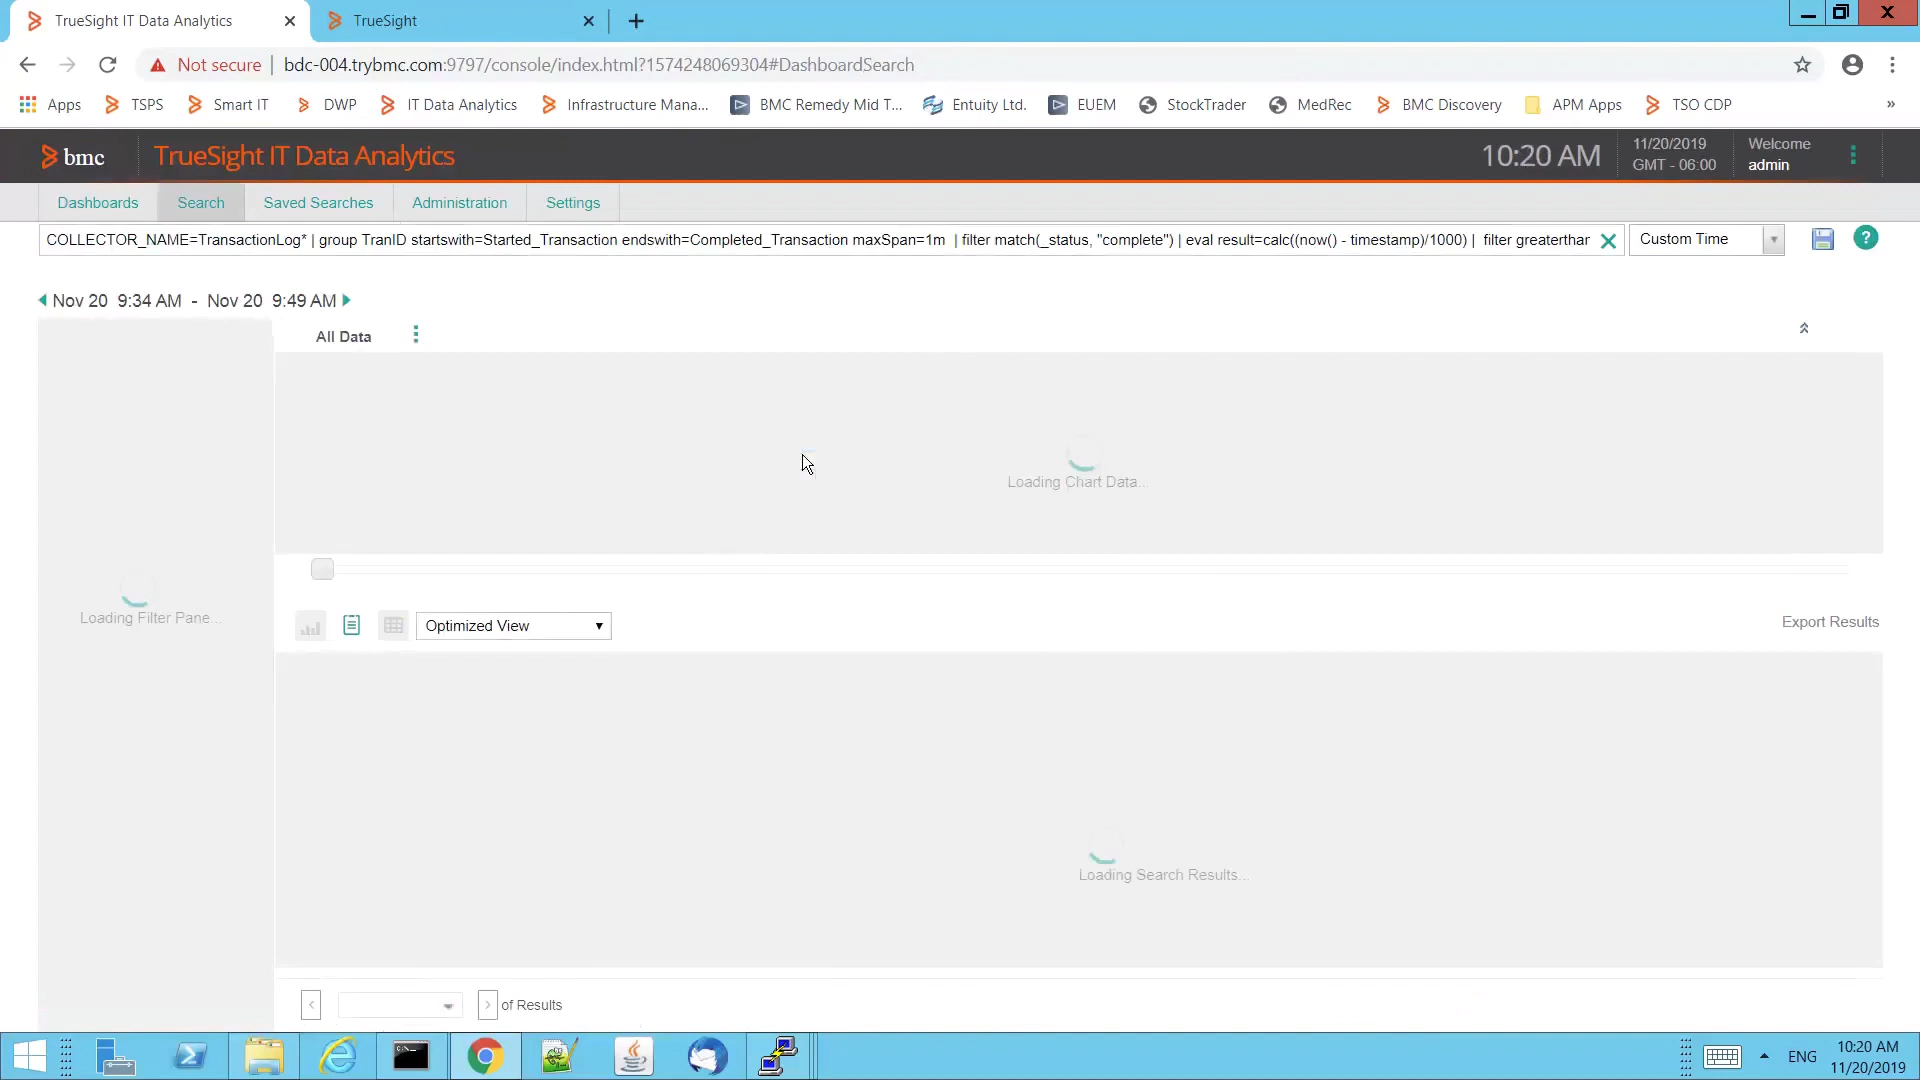 TrueSight IT Data Analytics
TrueSight
Not secure
bdc-004.trybmc.com:9797/console/index.html?1574248069304#DashboardSearch
Apps TSPS Smart IT DWP IT Data Analytics Infrastructure Mana... BMC Remedy Mid T... Entuity Ltd. EUEM StockTrader MedRec BMC Discovery APM Apps TSO CDP »
bmc TrueSight IT Data Analytics
10:20 AM
11/20/2019
GMT - 06:00
Welcome
admin
Dashboards Search Saved Searches Administration Settings
COLLECTOR_NAME=TransactionLog* | group TranID startswith=Started_Transaction endswith=Completed_Transaction maxSpan=1m | filter match(_status, "complete") | eval result=calc((now() - timestamp)/1000) | filter greaterthar
Custom Time
?
Nov 20 9:34 AM - Nov 20 9:49 AM
All Data
Loading Chart Data...
Loading Filter Pane...
Optimized View
Export Results
Loading Search Results...
< > of Results
ENG
10:20 AM
11/20/2019